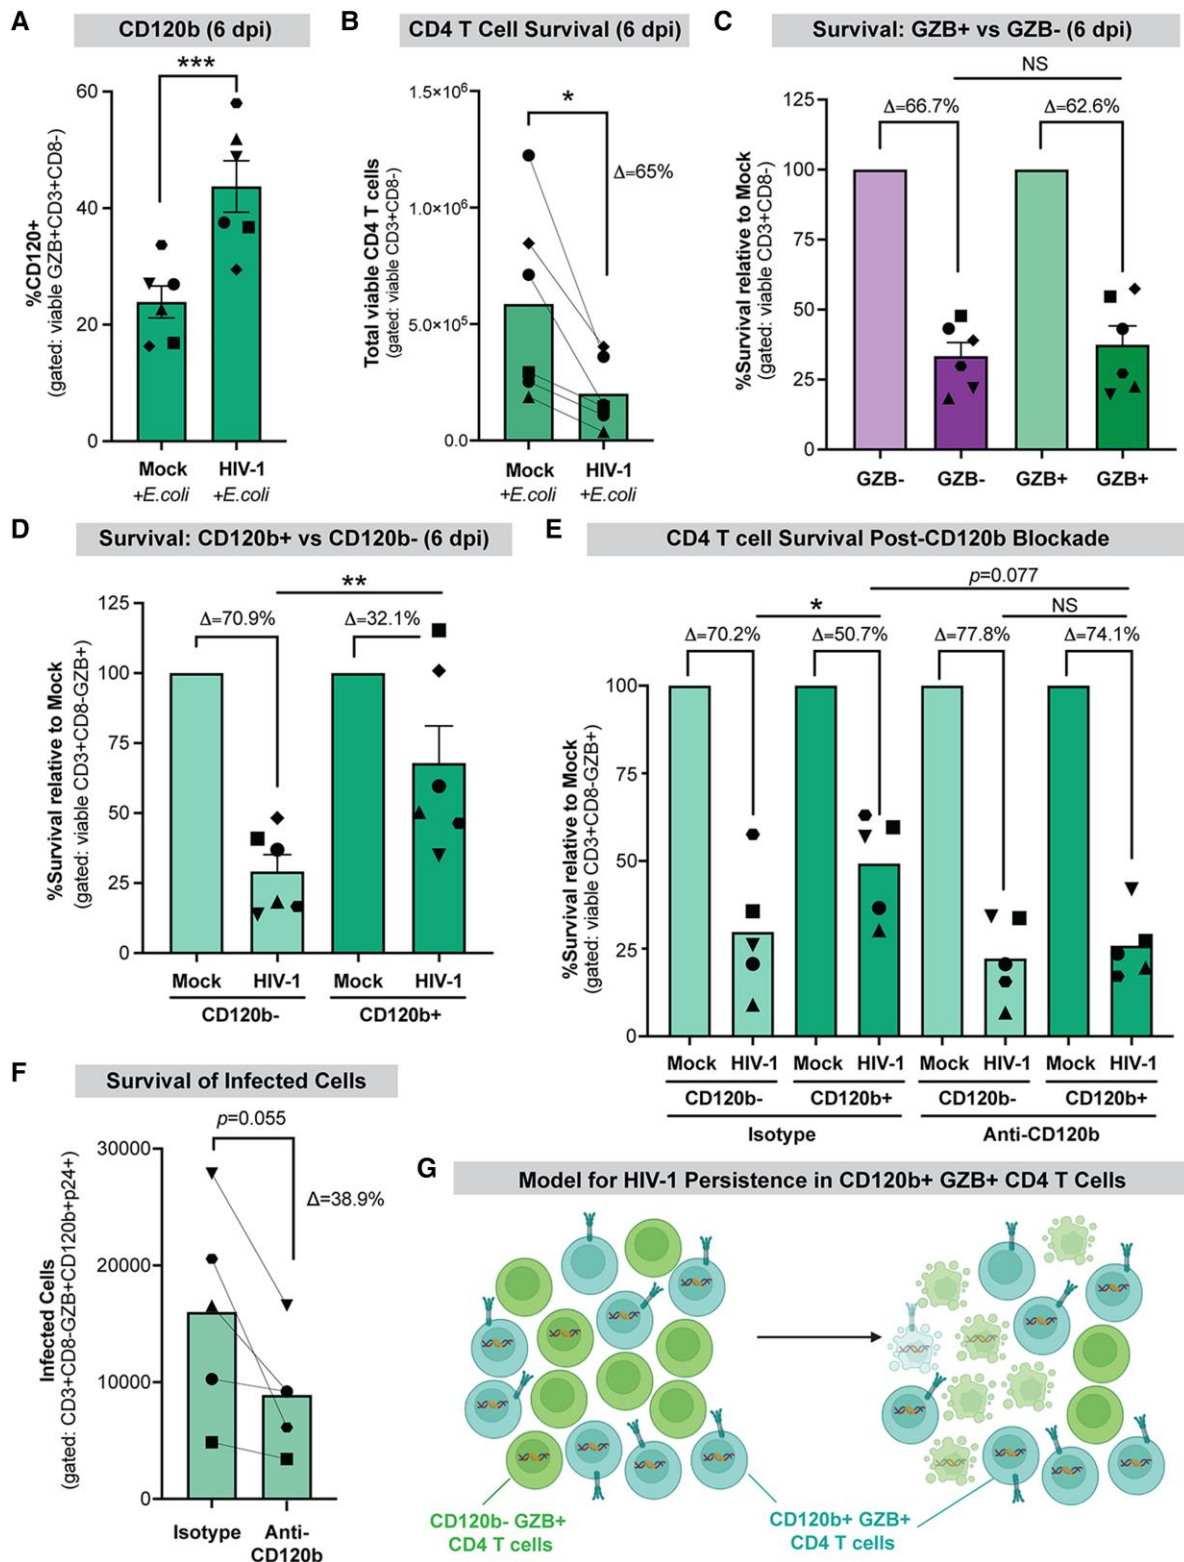 A
CD120b (6 dpi)
***
%CD120+
(gated: viable GZB+CD3+CD8-)
60
40
20
0
Mock
HIV-1
+E.coli
+E.coli
B
CD4 T Cell Survival (6 dpi)
*
Δ=65%
Total viable CD4 T cells
(gated: viable CD3+CD8-)
1.5×10⁶
1.0×10⁶
5.0×10⁵
0.0
Mock
HIV-1
+E.coli
+E.coli
C
Survival: GZB+ vs GZB- (6 dpi)
NS
Δ=66.7%
Δ=62.6%
%Survival relative to Mock
(gated: viable CD3+CD8-)
125
100
75
50
25
0
GZB-
GZB-
GZB+
GZB+
D
Survival: CD120b+ vs CD120b- (6 dpi)
**
Δ=70.9%
Δ=32.1%
%Survival relative to Mock
(gated: viable CD3+CD8-GZB+)
125
100
75
50
25
0
Mock
HIV-1
Mock
HIV-1
CD120b-
CD120b+
E
CD4 T cell Survival Post-CD120b Blockade
p=0.077
*
NS
Δ=70.2%
Δ=50.7%
Δ=77.8%
Δ=74.1%
%Survival relative to Mock
(gated: viable CD3+CD8-GZB+)
100
75
50
25
0
Mock
HIV-1
Mock
HIV-1
Mock
HIV-1
Mock
HIV-1
CD120b-
CD120b+
CD120b-
CD120b+
Isotype
Anti-CD120b
F
Survival of Infected Cells
p=0.055
Δ=38.9%
Infected Cells
(gated: CD3+CD8-GZB+CD120b+p24+)
30000
20000
10000
0
Isotype
Anti-
CD120b
G
Model for HIV-1 Persistence in CD120b+ GZB+ CD4 T Cells
CD120b- GZB+
CD4 T cells
CD120b+ GZB+
CD4 T cells